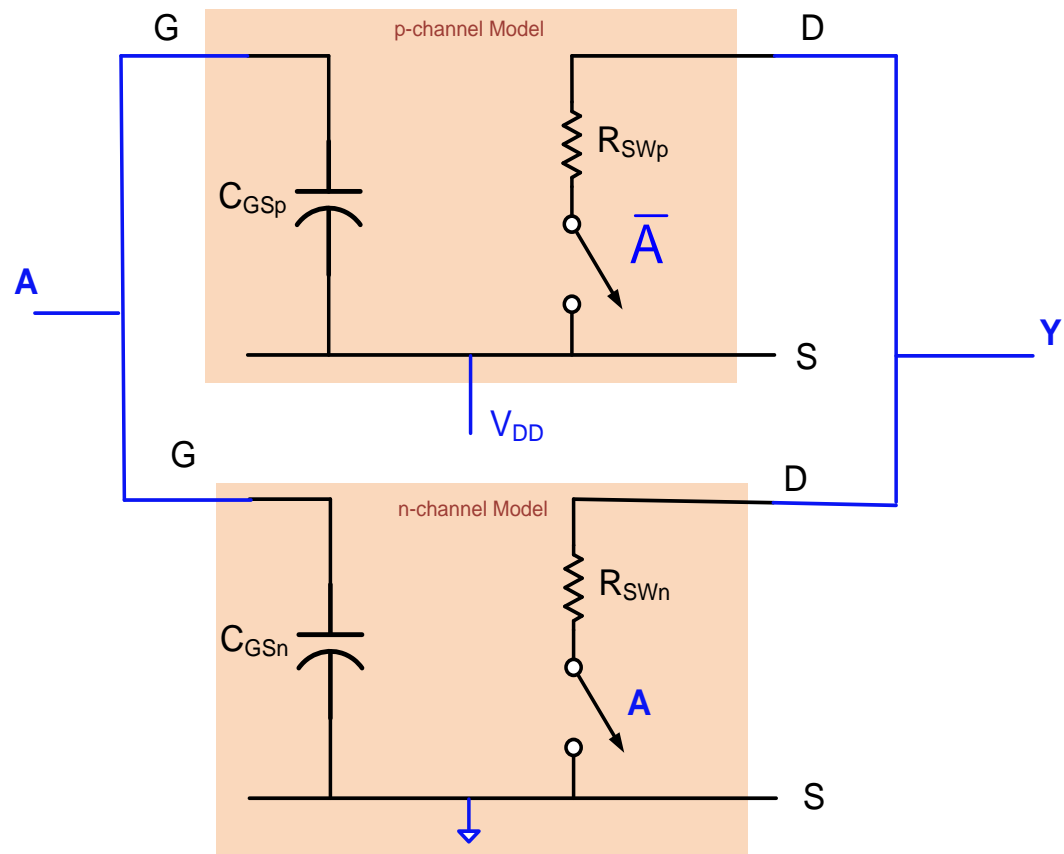 G
p-channel Model
D
R_SWp
C_GSp
A̅
A
Y
S
V_DD
G
D
n-channel Model
R_SWn
C_GSn
A
S